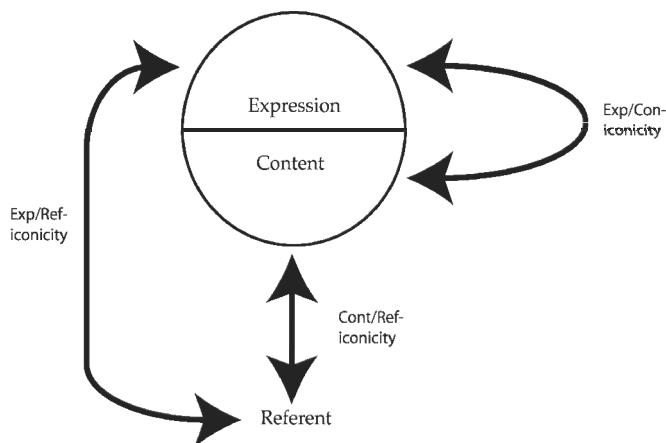 Expression
Content
Exp/Con-
iconicity
Exp/Ref-
iconicity
Cont/Ref-
iconicity
Referent